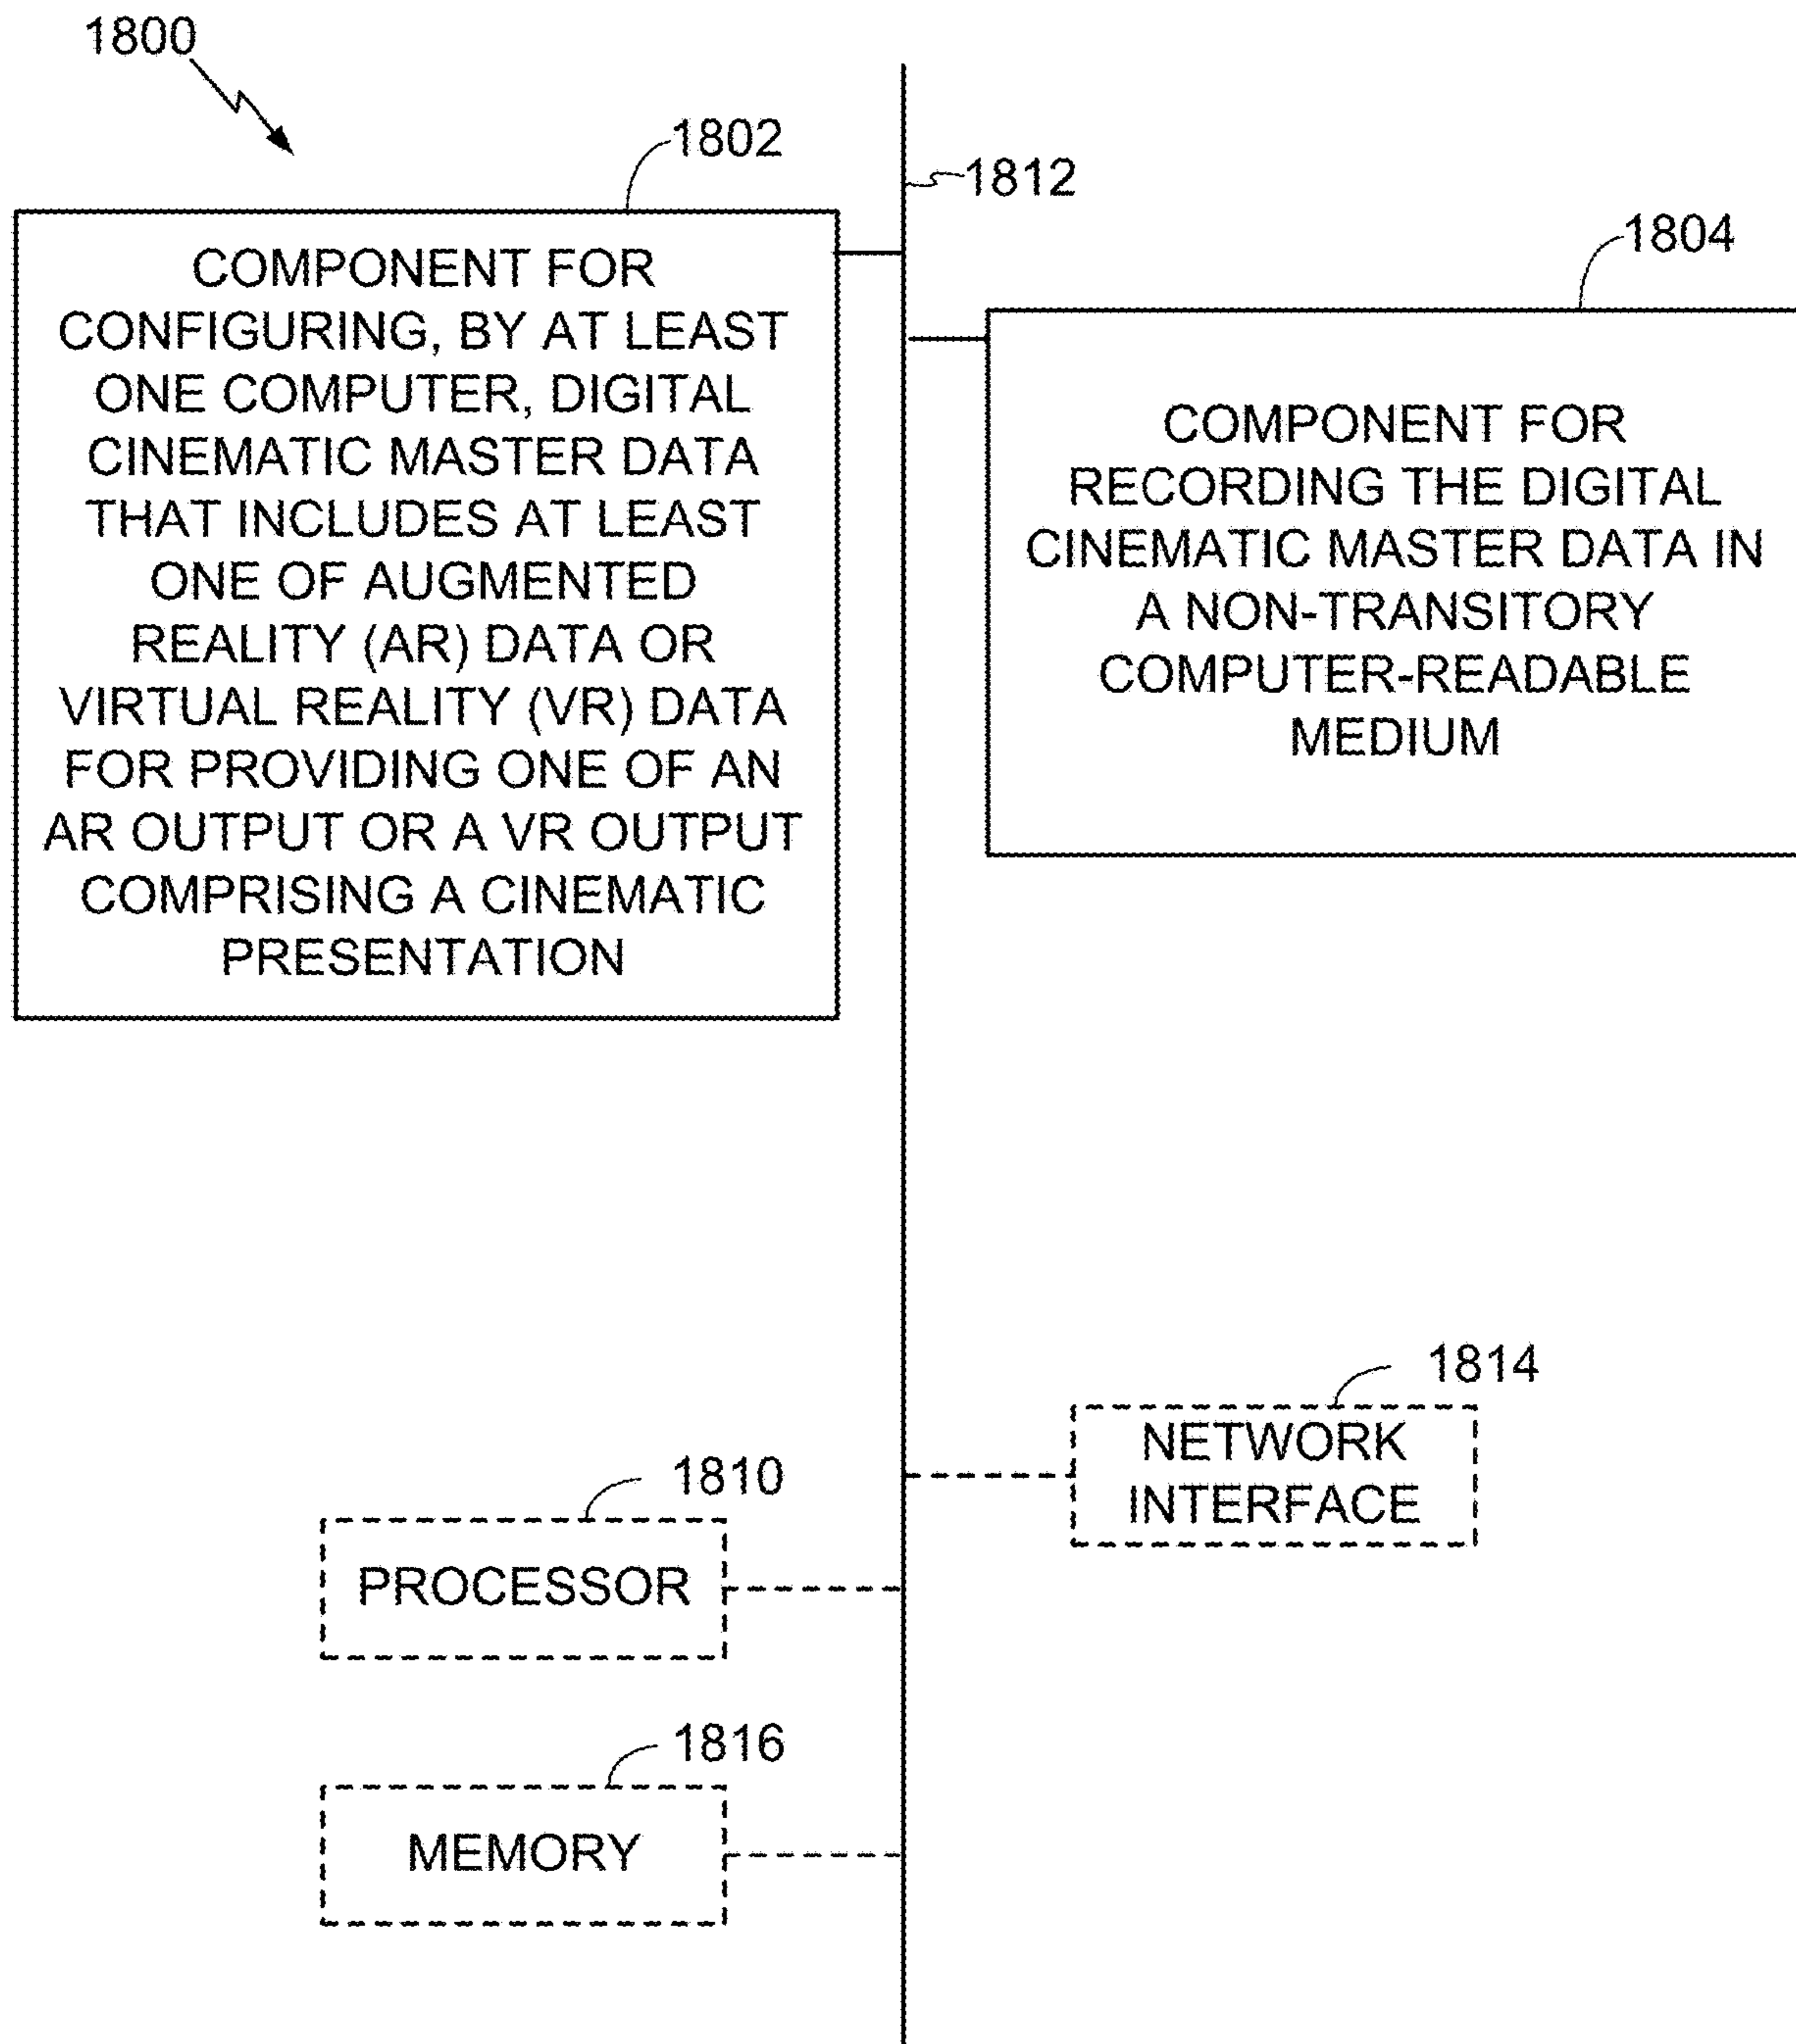 1800
1802
1812
1804
COMPONENT FOR
CONFIGURING, BY AT LEAST
ONE COMPUTER, DIGITAL
CINEMATIC MASTER DATA
THAT INCLUDES AT LEAST
ONE OF AUGMENTED
REALITY (AR) DATA OR
VIRTUAL REALITY (VR) DATA
FOR PROVIDING ONE OF AN
AR OUTPUT OR A VR OUTPUT
COMPRISING A CINEMATIC
PRESENTATION
COMPONENT FOR
RECORDING THE DIGITAL
CINEMATIC MASTER DATA IN
A NON-TRANSITORY
COMPUTER-READABLE
MEDIUM
1814
NETWORK
INTERFACE
1810
PROCESSOR
1816
MEMORY